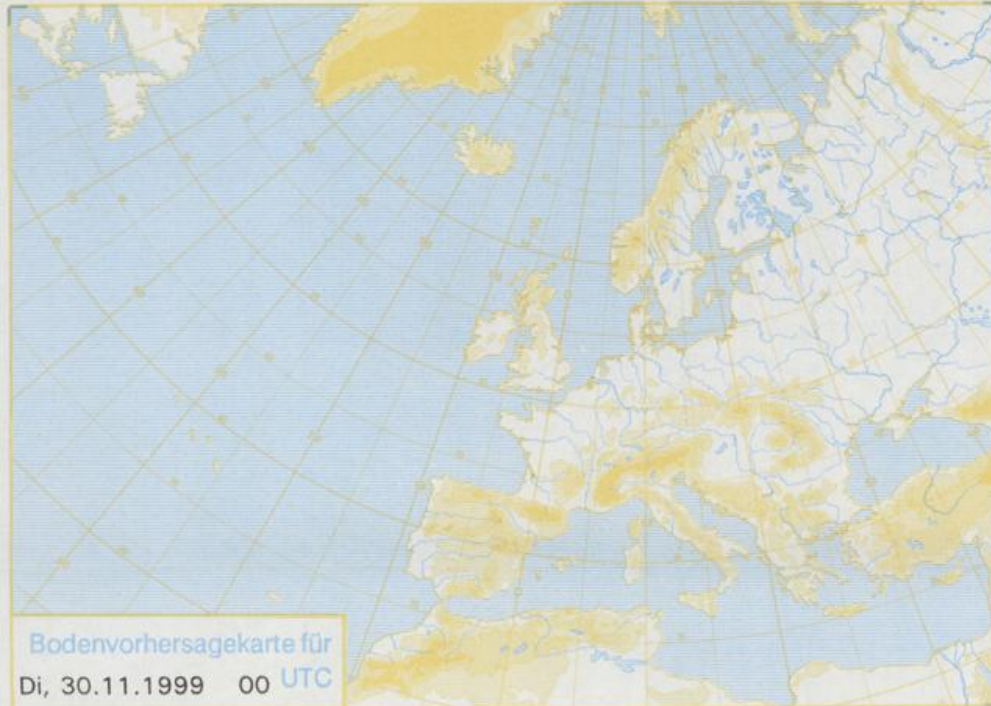 Bodenvorhersagekarte für
Di, 30.11.1999 00 UTC